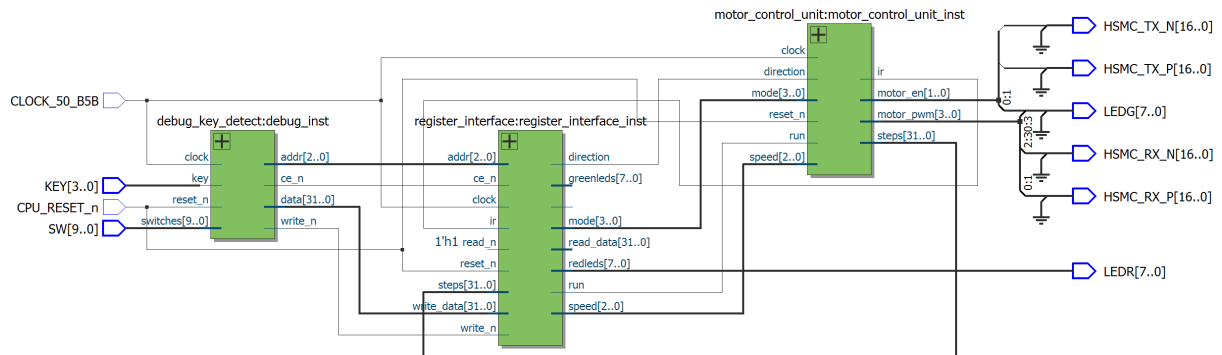 motor_control_unit:motor_control_unit_inst
clock
direction
ir
mode[3..0]
motor_en[1..0]
reset_n
motor_pwm[3..0]
run
steps[31..0]
speed[2..0]
CLOCK_50_B5B
KEY[3..0]
CPU_RESET_n
SW[9..0]
debug_key_detect:debug_inst
clock
addr[2..0]
key
ce_n
reset_n
data[31..0]
switches[9..0]
write_n
register_interface:register_interface_inst
addr[2..0]
direction
ce_n
greenleds[7..0]
clock
ir
mode[3..0]
1'h1 read_n
read_data[31..0]
reset_n
redleds[7..0]
steps[31..0]
run
write_data[31..0]
speed[2..0]
write_n
0:1
2:30:3
0:1
HSMC_TX_N[16..0]
HSMC_TX_P[16..0]
LEDG[7..0]
HSMC_RX_N[16..0]
HSMC_RX_P[16..0]
LEDR[7..0]